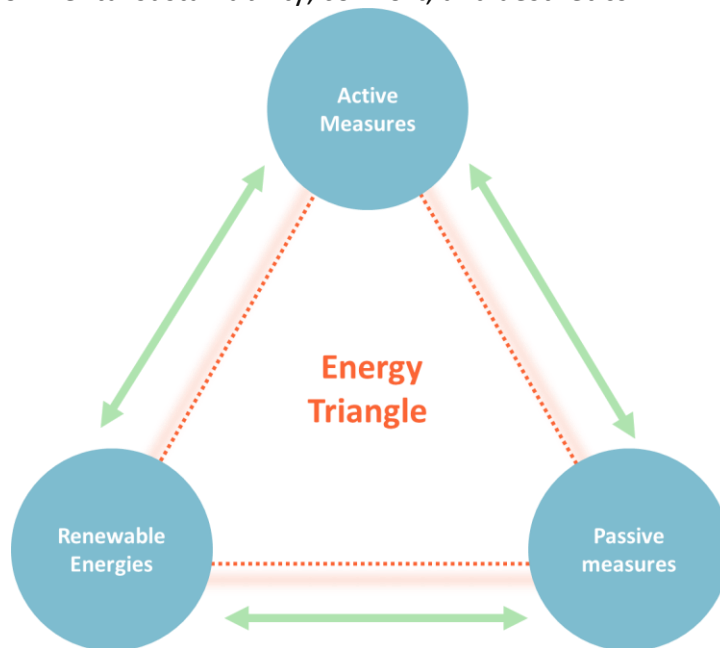 Active
Measures
Energy
Triangle
Renewable
Energies
Passive
measures